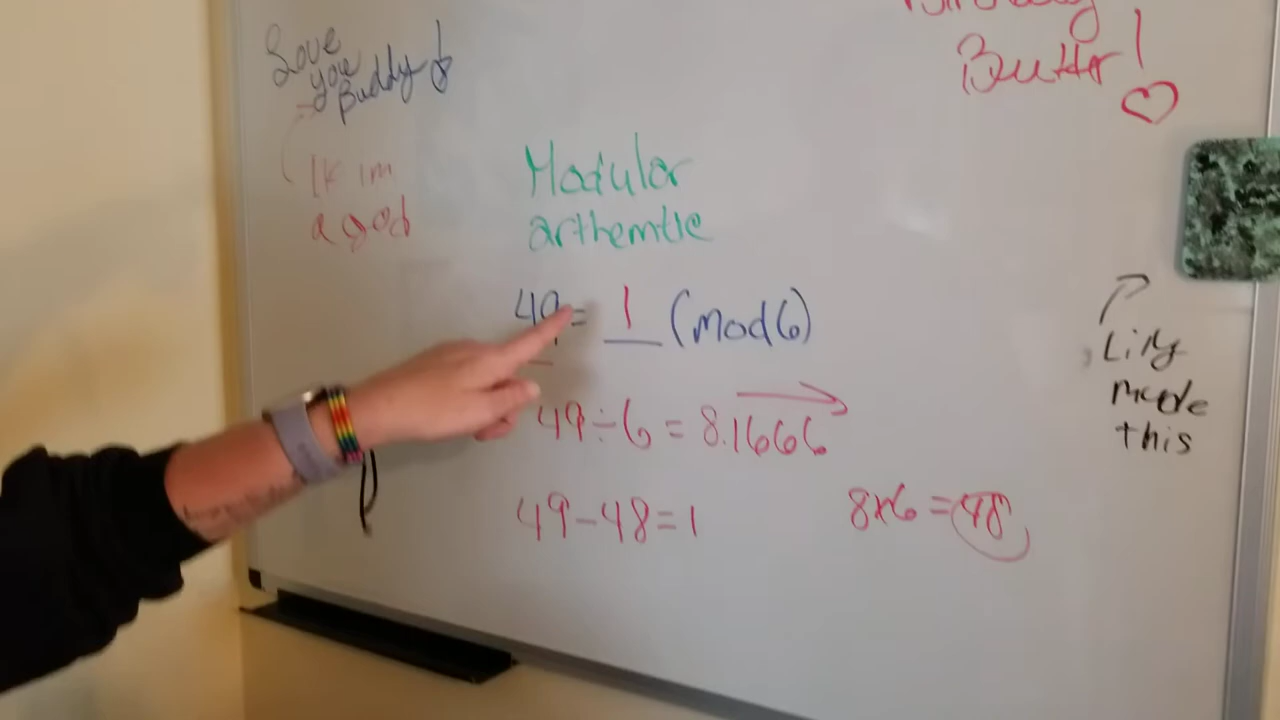 Love
you
Buddy!
Ik im
a god
Butter!
Modular
arthemtic
49 = 1 (mod 6)
49÷6 = 8.1666
49-48=1
8x6=48
Lily
made
this